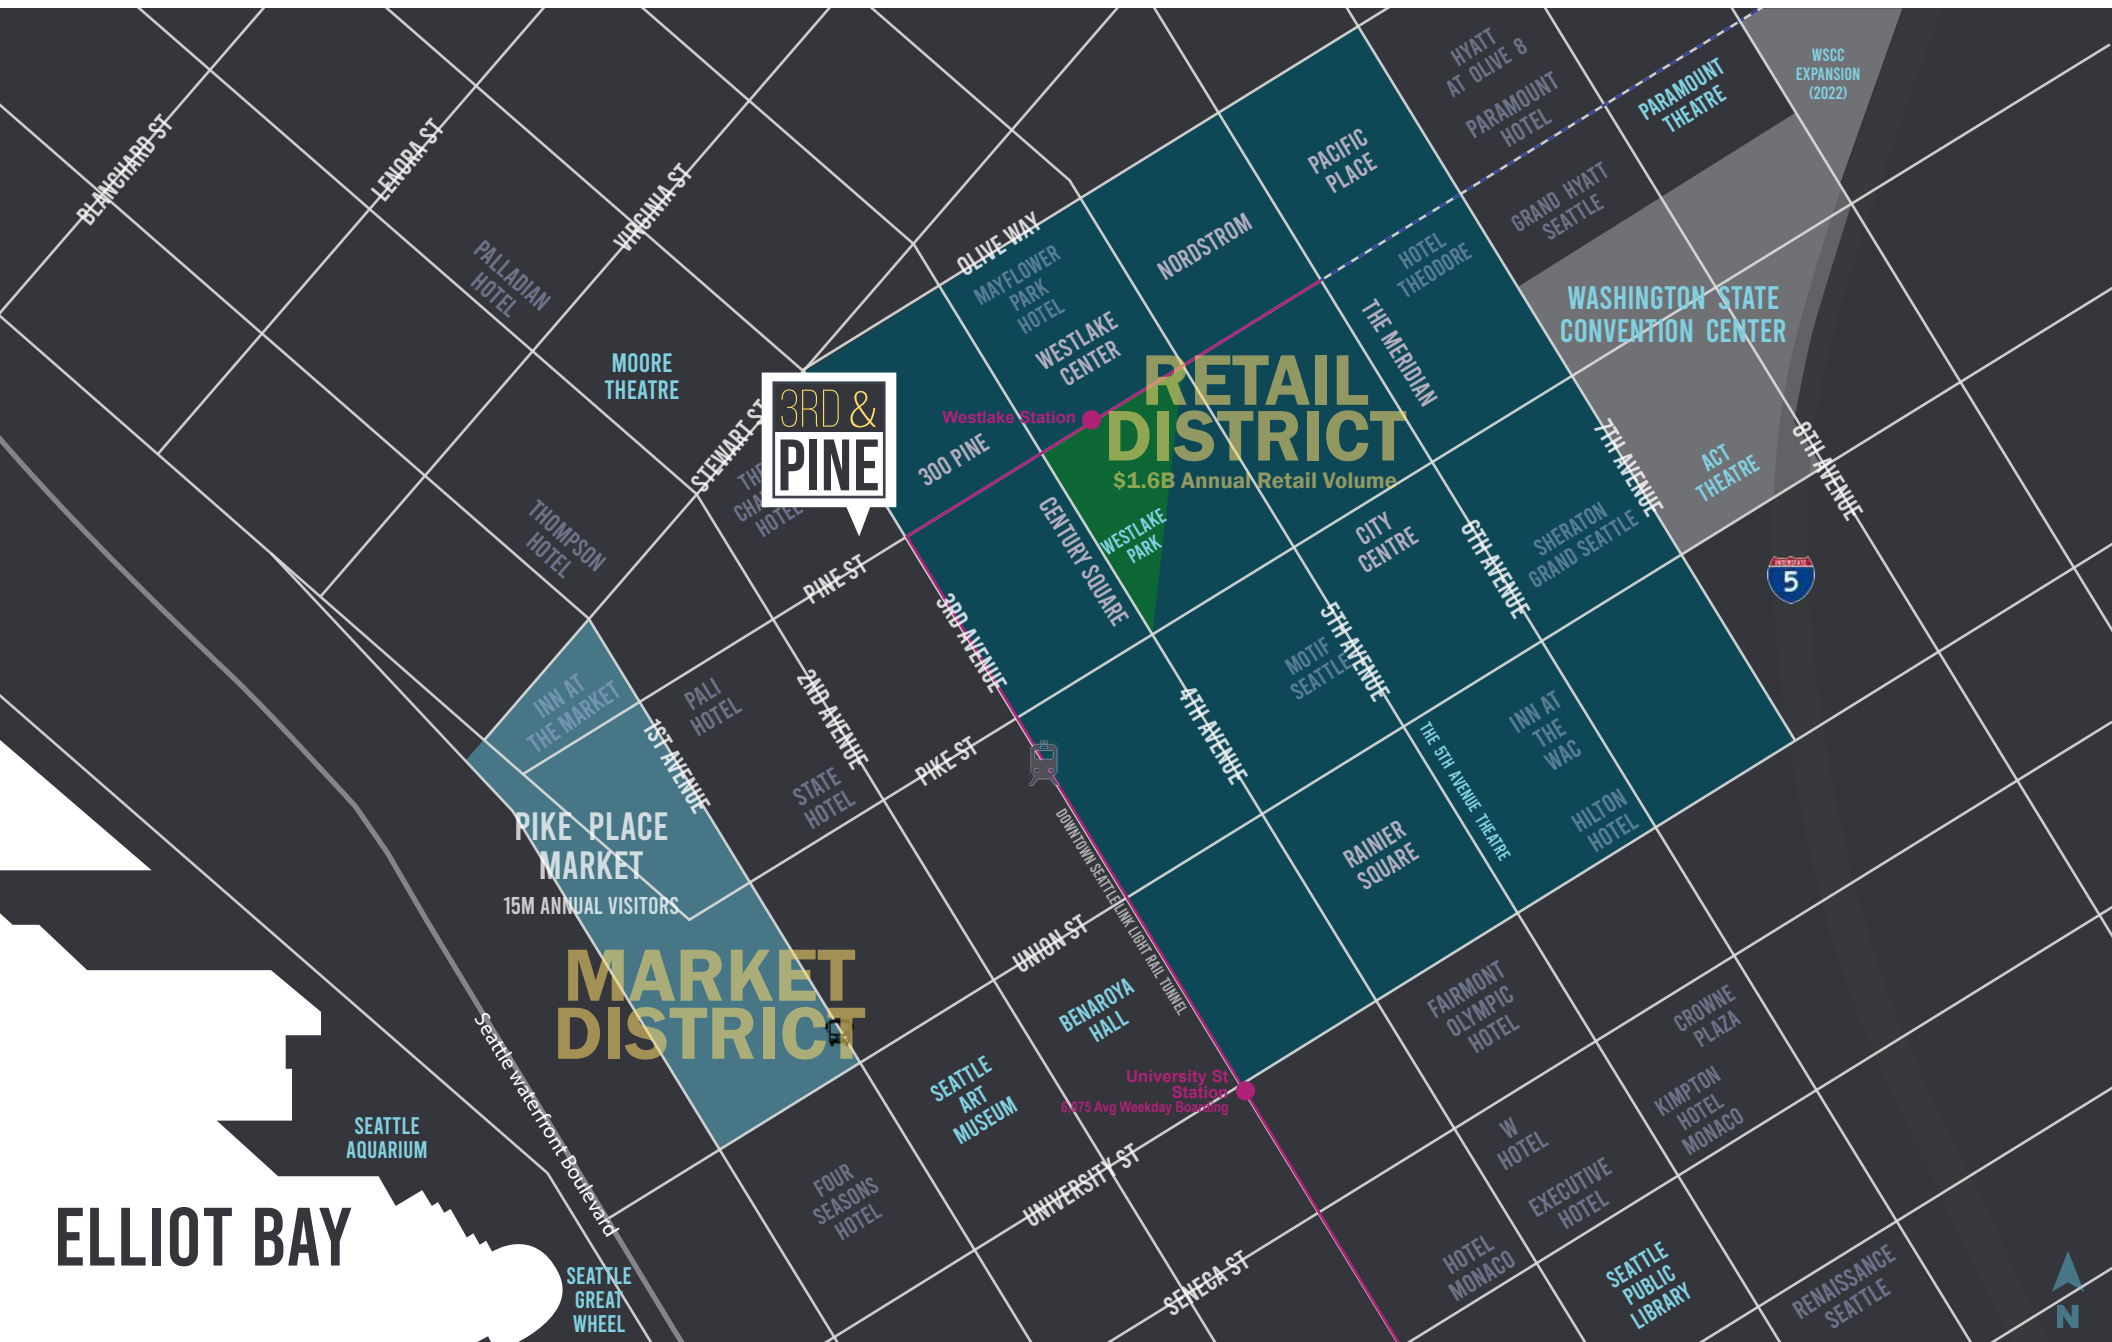 HYATT
AT OLIVE 8
PARAMOUNT
HOTEL
PARAMOUNT
THEATRE
WSCC
EXPANSION
(2022)
BLANCHARD ST
LENORA ST
VIRGINIA ST
PACIFIC
PLACE
GRAND HYATT
SEATTLE
PALLADIAN
HOTEL
OLIVE WAY
MAYFLOWER
PARK
HOTEL
NORDSTROM
HOTEL
THEODORE
WASHINGTON STATE
CONVENTION CENTER
MOORE
THEATRE
WESTLAKE
CENTER
THE MERIDIAN
RETAIL
DISTRICT
$1.6B Annual Retail Volume
Westlake Station
3RD &
PINE
STEWART ST
THE
HOTEL
300 PINE
7TH AVENUE
8TH AVENUE
ACT
THEATRE
THOMPSON
HOTEL
CENTURY SQUARE
WESTLAKE
PARK
CITY
CENTRE
6TH AVENUE
SHERATON
GRAND SEATTLE
INTERSTATE
5
PINE ST
3RD AVENUE
5TH AVENUE
MOTIF
SEATTLE
INN AT
THE MARKET
PALI
HOTEL
1ST AVENUE
2ND AVENUE
PIKE ST
4TH AVENUE
INN AT
THE
WAC
THE 5TH AVENUE THEATRE
STATE
HOTEL
HILTON
HOTEL
PIKE PLACE
MARKET
15M ANNUAL VISITORS
RAINIER
SQUARE
DOWNTOWN SEATTLE LINK LIGHT RAIL TUNNEL
UNION ST
MARKET
DISTRICT
BENAROYA
HALL
FAIRMONT
OLYMPIC
HOTEL
CROWNE
PLAZA
Seattle waterfront Boulevard
SEATTLE
ART
MUSEUM
University St
Station
6,075 Avg Weekday Boarding
KIMPTON
HOTEL
MONACO
SEATTLE
AQUARIUM
W
HOTEL
FOUR
SEASONS
HOTEL
UNIVERSITY ST
EXECUTIVE
HOTEL
ELLIOT BAY
SEATTLE
GREAT
WHEEL
SENECA ST
HOTEL
MONACO
SEATTLE
PUBLIC
LIBRARY
RENAISSANCE
SEATTLE
N